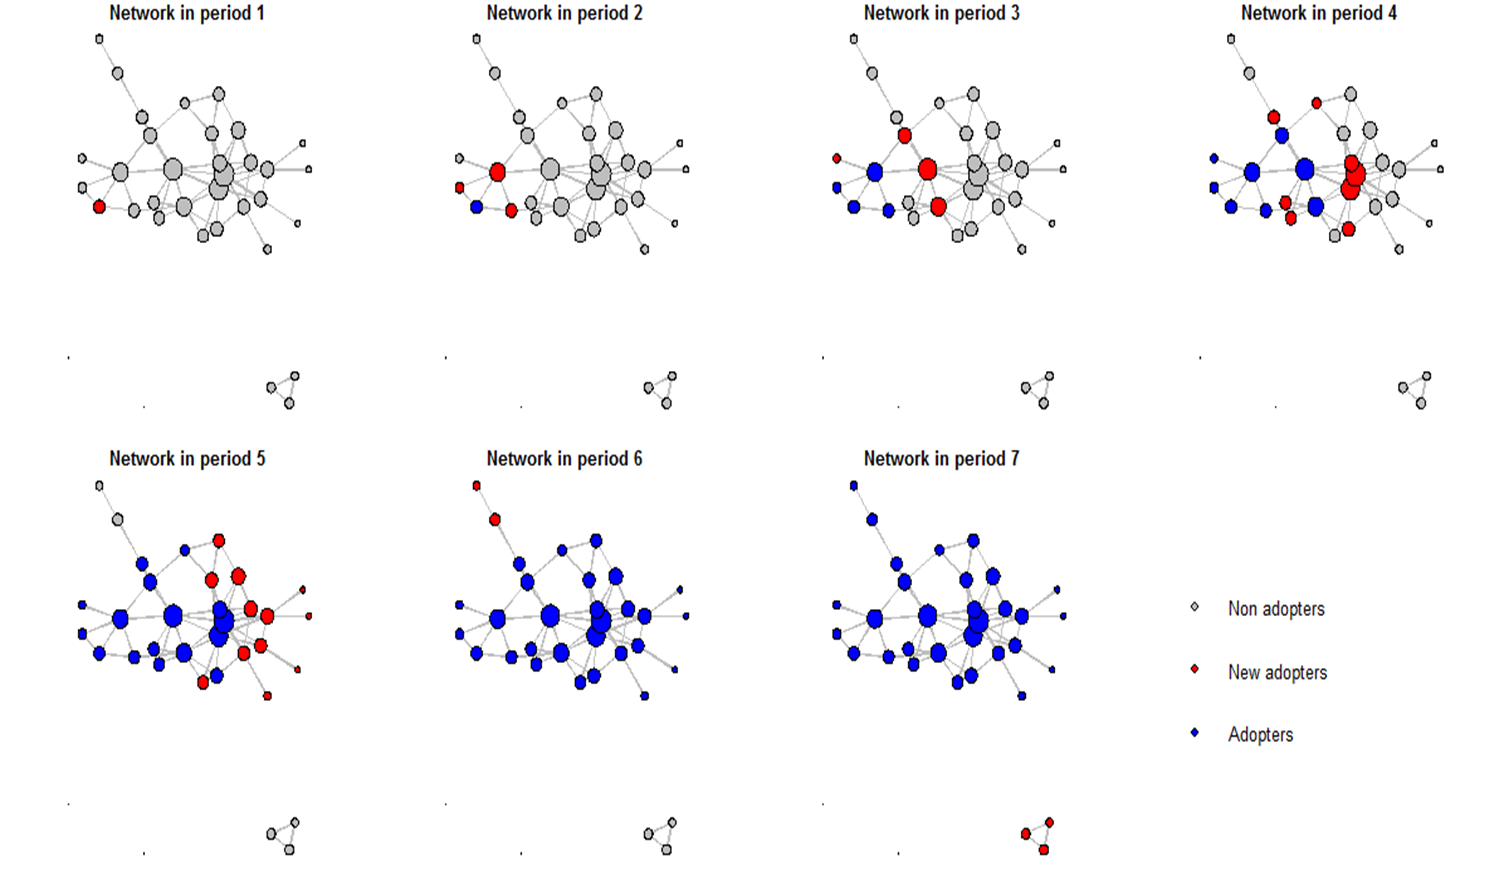 Network in period 1
Network in period 2
Network in period 3
Network in period 4
Network in period 5
Network in period 6
Network in period 7
Non adopters
New adopters
Adopters